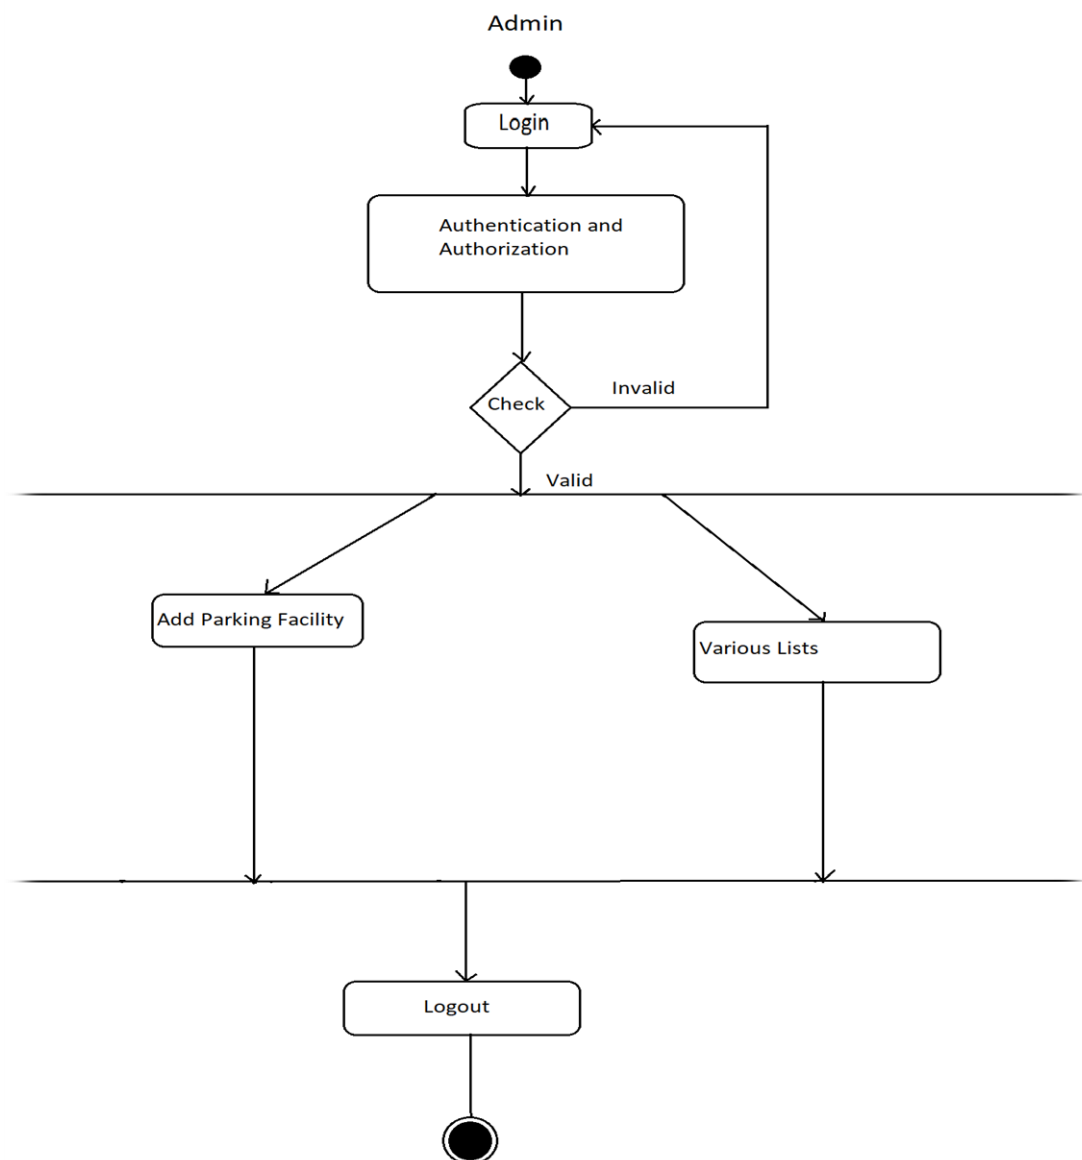 Admin
Login
Authentication and
Authorization
Check
Invalid
Valid
Add Parking Facility
Various Lists
Logout